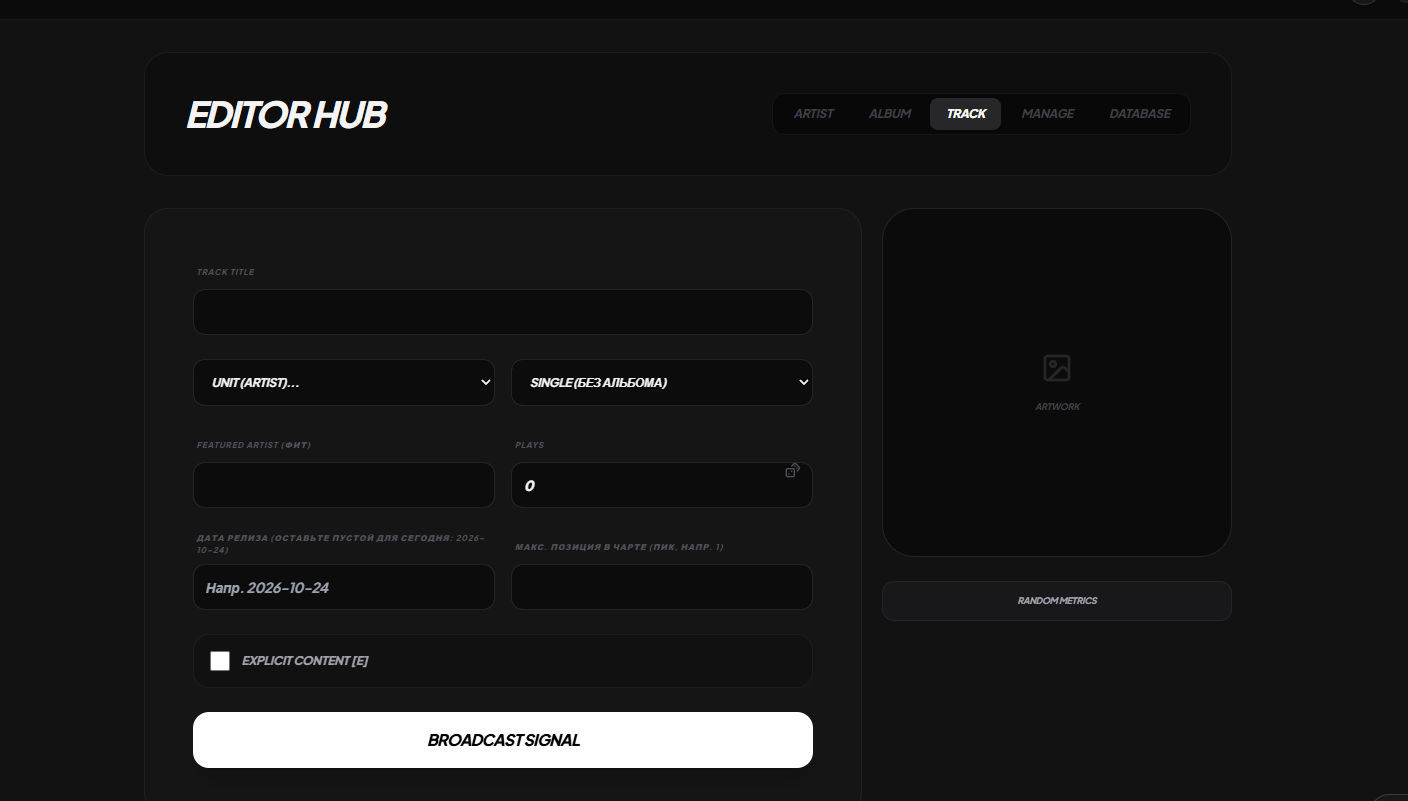 EDITOR HUB
ARTIST ALBUM TRACK MANAGE DATABASE
TRACK TITLE
UNIT (ARTIST)... SINGLE (БЕЗ АЛЬБОМА)
ARTWORK
FEATURED ARTIST (ФИТ) PLAYS
0
ДАТА РЕЛИЗА (ОСТАВЬТЕ ПУСТОЙ ДЛЯ СЕГОДНЯ: 2026-
10-24)
МАКС. ПОЗИЦИЯ В ЧАРТЕ (ПИК, НАПР. 1)
Напр. 2026-10-24
RANDOM METRICS
EXPLICIT CONTENT [E]
BROADCAST SIGNAL